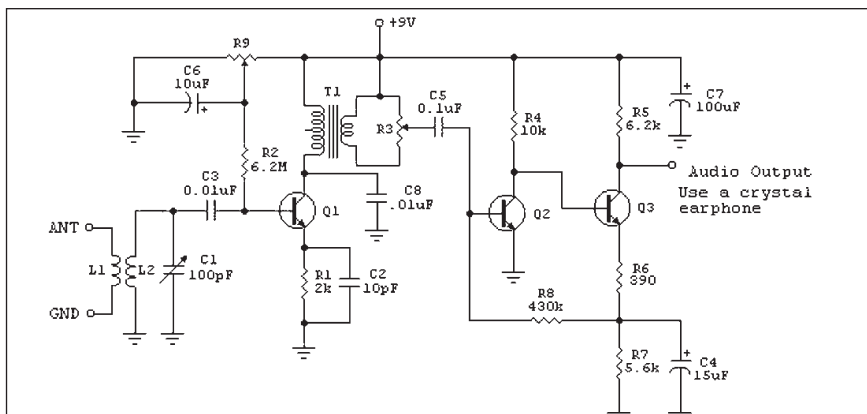 +9V
R9
C6
10uF
+
T1
C5
0.1uF
R3
R4
10k
R5
6.2k
+
C7
100uF
R2
6.2M
C3
0.01uF
Q1
C8
.01uF
Q2
Q3
Audio Output
Use a crystal
earphone
ANT
L1
L2
C1
100pF
GND
R1
2k
C2
10pF
R8
430k
R6
390
R7
5.6k
+
C4
15uF